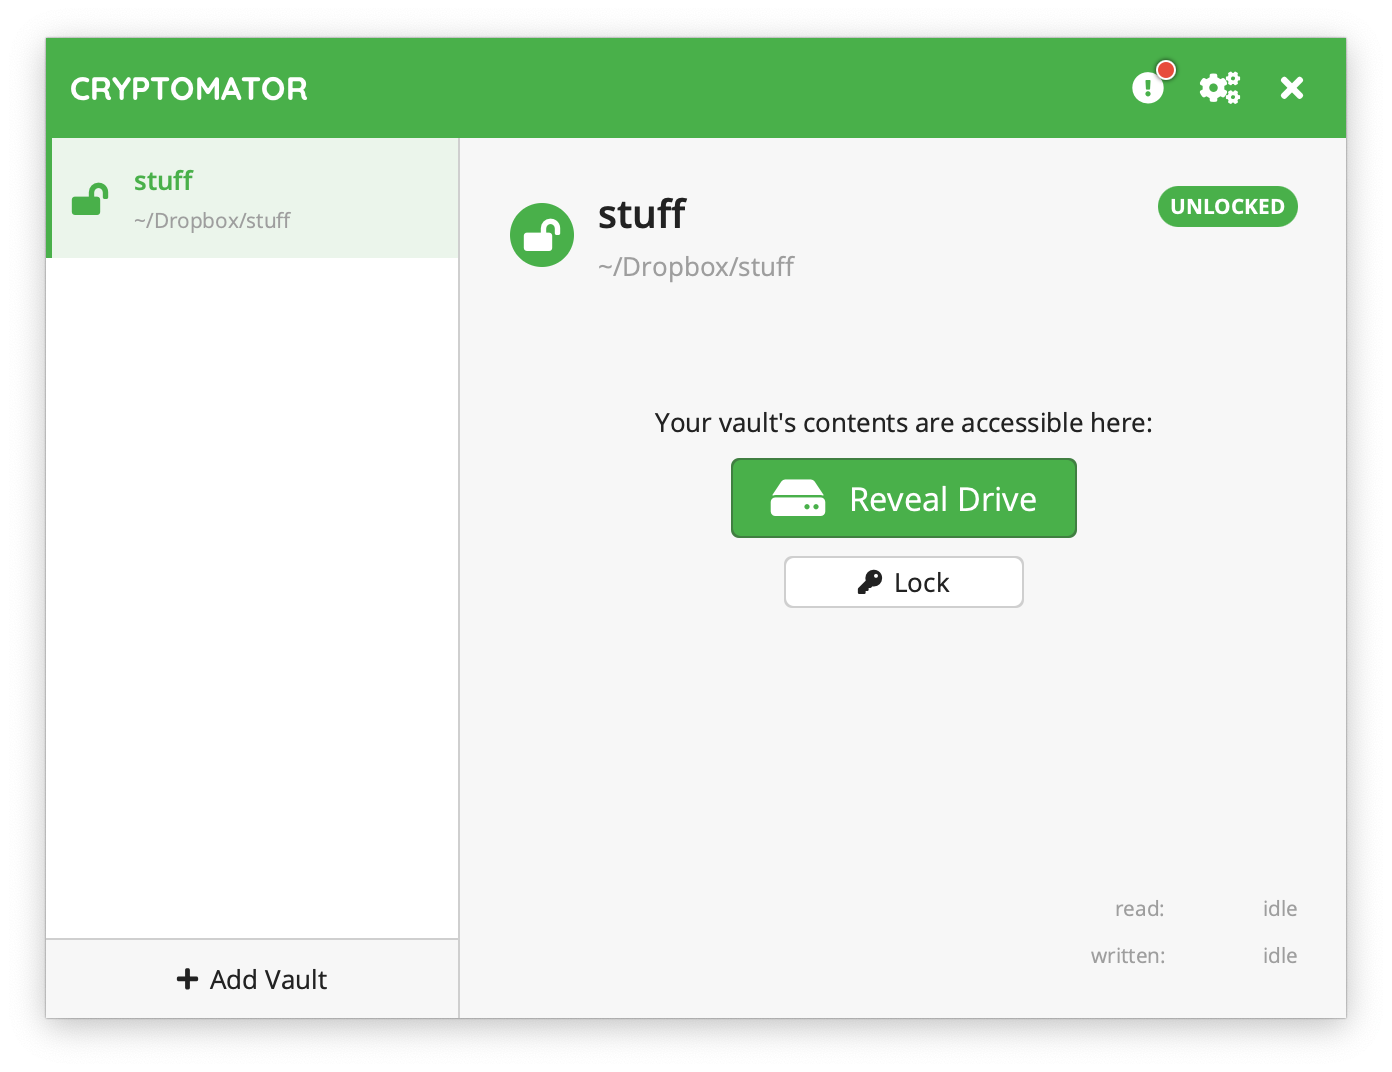 CRYPTOMATOR
stuff
~/Dropbox/stuff
stuff
~/Dropbox/stuff
UNLOCKED
Your vault's contents are accessible here:
Reveal Drive
Lock
read: idle
written: idle
Add Vault